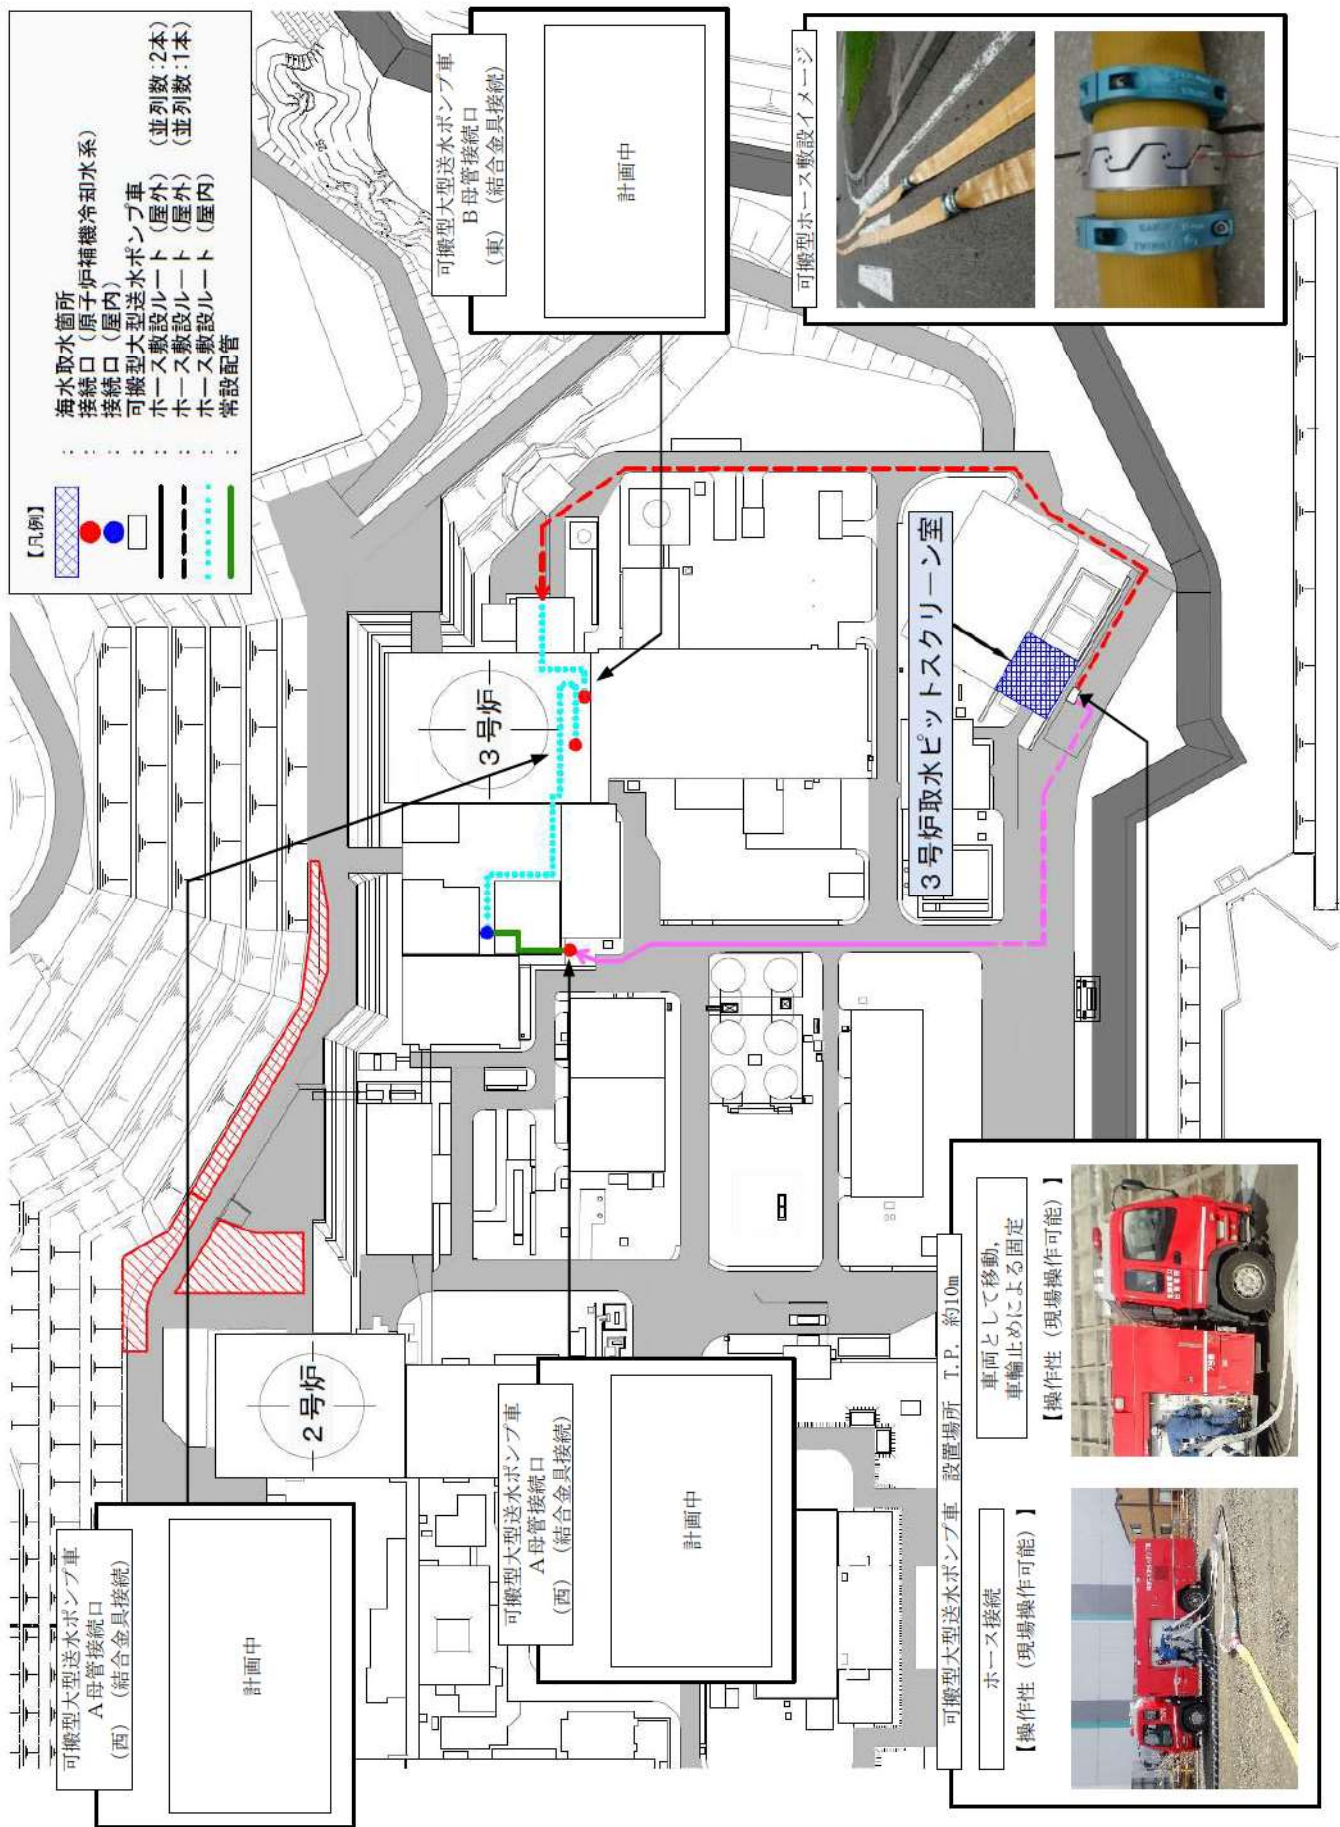 【凡例】
： 海水取水箇所
： 接続口（原子炉補機冷却水系）
： 接続口（屋内）
： 可搬型大型送水ポンプ車
： ホース敷設ルート（屋外）（並列数:2本）
： ホース敷設ルート（屋外）（並列数:1本）
： ホース敷設ルート（屋内）
： 常設配管
可搬型大型送水ポンプ車
A母管接続口
（西）（結合金具接続）
計画中
可搬型大型送水ポンプ車
B母管接続口
（東）（結合金具接続）
計画中
2号炉
3号炉
可搬型大型送水ポンプ車
A母管接続口
（西）（結合金具接続）
計画中
可搬型ホース敷設イメージ
3号炉取水ピットスクリーン室
可搬型大型送水ポンプ車 設置場所 T.P. 約10m
ホース接続
【操作性（現場操作可能）】
車両として移動，
車輪止めによる固定
【操作性（現場操作可能）】